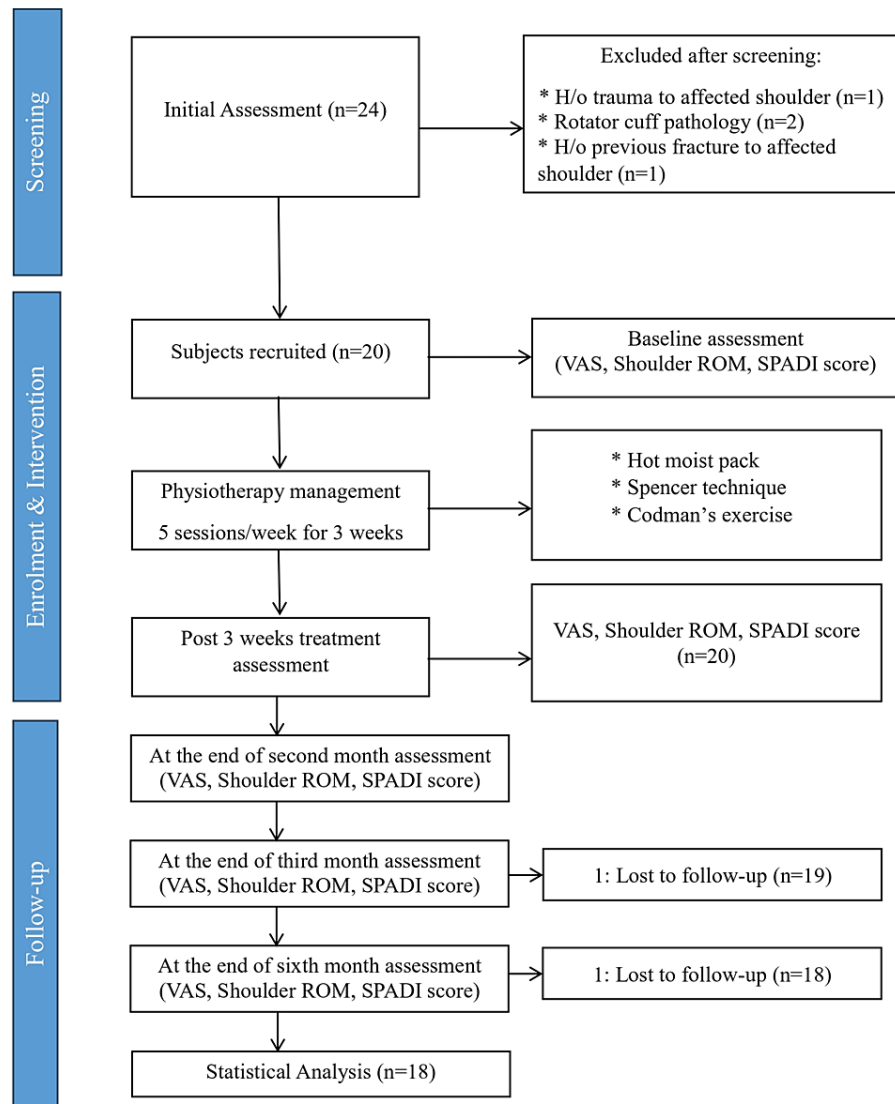 Screening
Initial Assessment (n=24)
Excluded after screening:
* H/o trauma to affected shoulder (n=1)
* Rotator cuff pathology (n=2)
* H/o previous fracture to affected
shoulder (n=1)
Enrolment & Intervention
Subjects recruited (n=20)
Baseline assessment
(VAS, Shoulder ROM, SPADI score)
Physiotherapy management
5 sessions/week for 3 weeks
* Hot moist pack
* Spencer technique
* Codman’s exercise
Post 3 weeks treatment
assessment
VAS, Shoulder ROM, SPADI score
(n=20)
Follow-up
At the end of second month assessment
(VAS, Shoulder ROM, SPADI score)
At the end of third month assessment
(VAS, Shoulder ROM, SPADI score)
1: Lost to follow-up (n=19)
At the end of sixth month assessment
(VAS, Shoulder ROM, SPADI score)
1: Lost to follow-up (n=18)
Statistical Analysis (n=18)